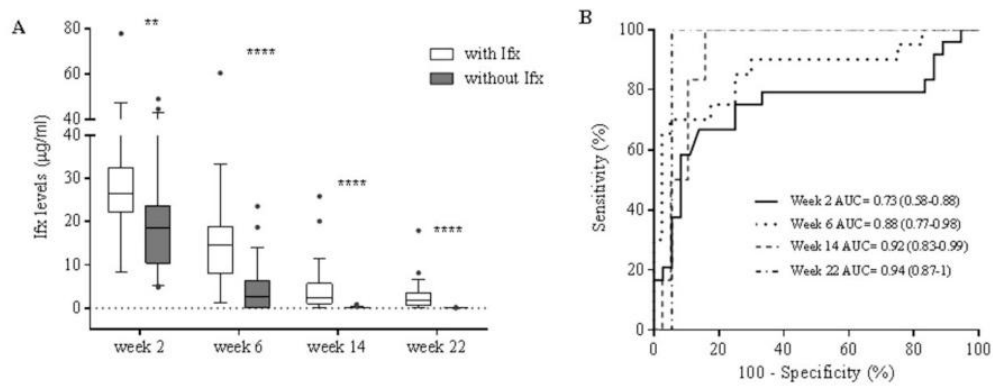 A
80
60
40
40
30
20
10
0
Ifx levels (µg/ml)
**
****
****
****
with Ifx
without Ifx
week 2
week 6
week 14
week 22
B
100
80
60
40
20
0
Sensitivity (%)
Week 2 AUC= 0.73 (0.58-0.88)
Week 6 AUC= 0.88 (0.77-0.98)
Week 14 AUC= 0.92 (0.83-0.99)
Week 22 AUC= 0.94 (0.87-1)
0
20
40
60
80
100
100 - Specificity (%)